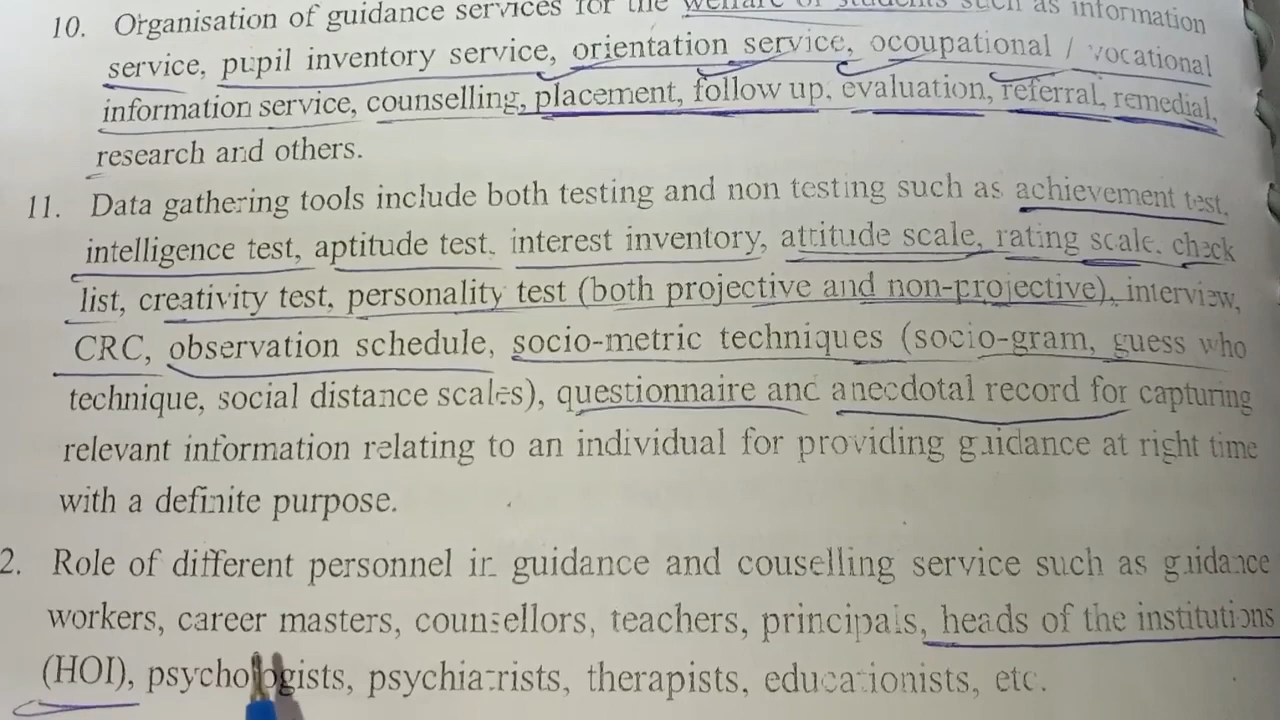 10. Organisation of guidance services for the welfare of students such as information
service, pupil inventory service, orientation service, ocoupational / vocational
information service, counselling, placement, follow up, evaluation, referral, remedial,
research and others.
11. Data gathering tools include both testing and non testing such as achievement test,
intelligence test, aptitude test, interest inventory, attitude scale, rating scale, check
list, creativity test, personality test (both projective and non-projective), interview,
CRC, observation schedule, socio-metric techniques (socio-gram, guess who
technique, social distance scales), questionnaire and anecdotal record for capturing
relevant information relating to an individual for providing guidance at right time
with a definite purpose.
2. Role of different personnel in guidance and couselling service such as guidance
workers, career masters, counsellors, teachers, principals, heads of the institutions
(HOI), psychologists, psychiatrists, therapists, educationists, etc.